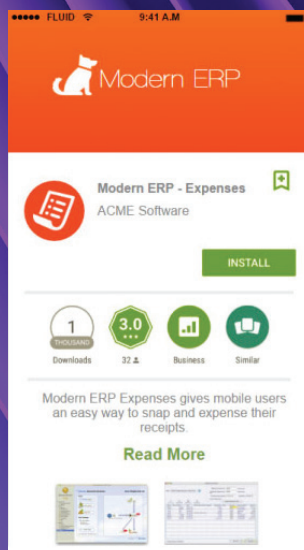 FLUID 9:41 A.M
Modern ERP
Modern ERP - Expenses
ACME Software
INSTALL
1
THOUSAND
3.0
Downloads 32 Business Similar
Modern ERP Expenses gives mobile users
an easy way to snap and expense their
receipts
Read More